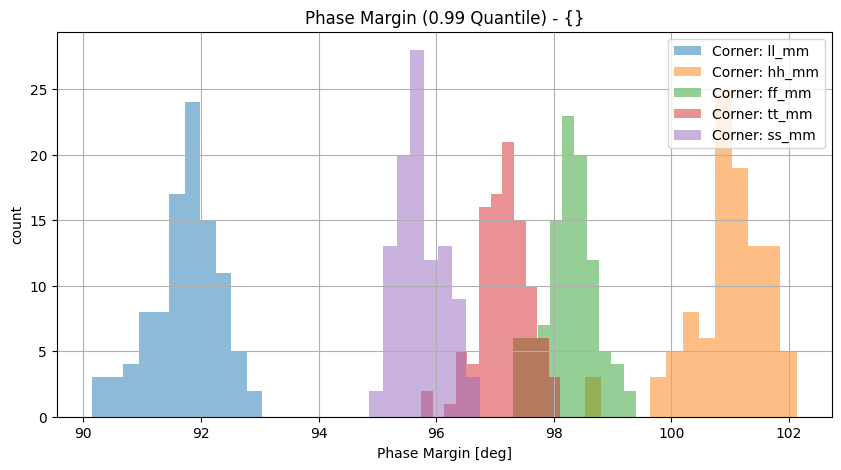 Phase Margin (0.99 Quantile) - {}
Corner: ll_mm
Corner: hh_mm
Corner: ff_mm
Corner: tt_mm
Corner: ss_mm
count
25
20
15
10
5
0
90 92 94 96 98 100 102
Phase Margin [deg]